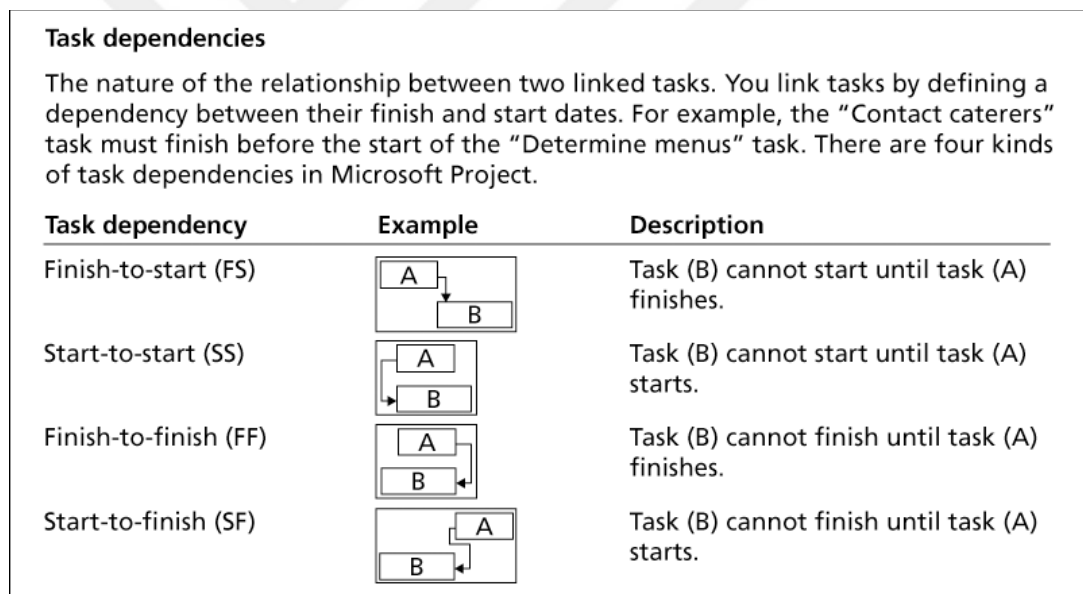 Task dependencies
The nature of the relationship between two linked tasks. You link tasks by defining a
dependency between their finish and start dates. For example, the “Contact caterers”
task must finish before the start of the “Determine menus” task. There are four kinds
of task dependencies in Microsoft Project.
Task dependency Example Description
Finish-to-start (FS) A Task (B) cannot start until task (A)
B finishes.
Start-to-start (SS) A Task (B) cannot start until task (A)
B starts.
Finish-to-finish (FF) A Task (B) cannot finish until task (A)
B finishes.
Start-to-finish (SF) A Task (B) cannot finish until task (A)
B starts.